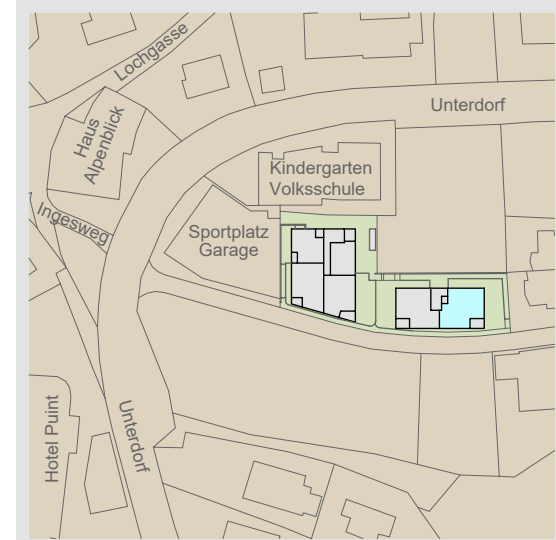 Lochgasse
Unterdorf
Haus
Alpenblick
Kindergarten
Volksschule
Ingesweg
Sportplatz
Garage
Hotel Puint
Unterdorf